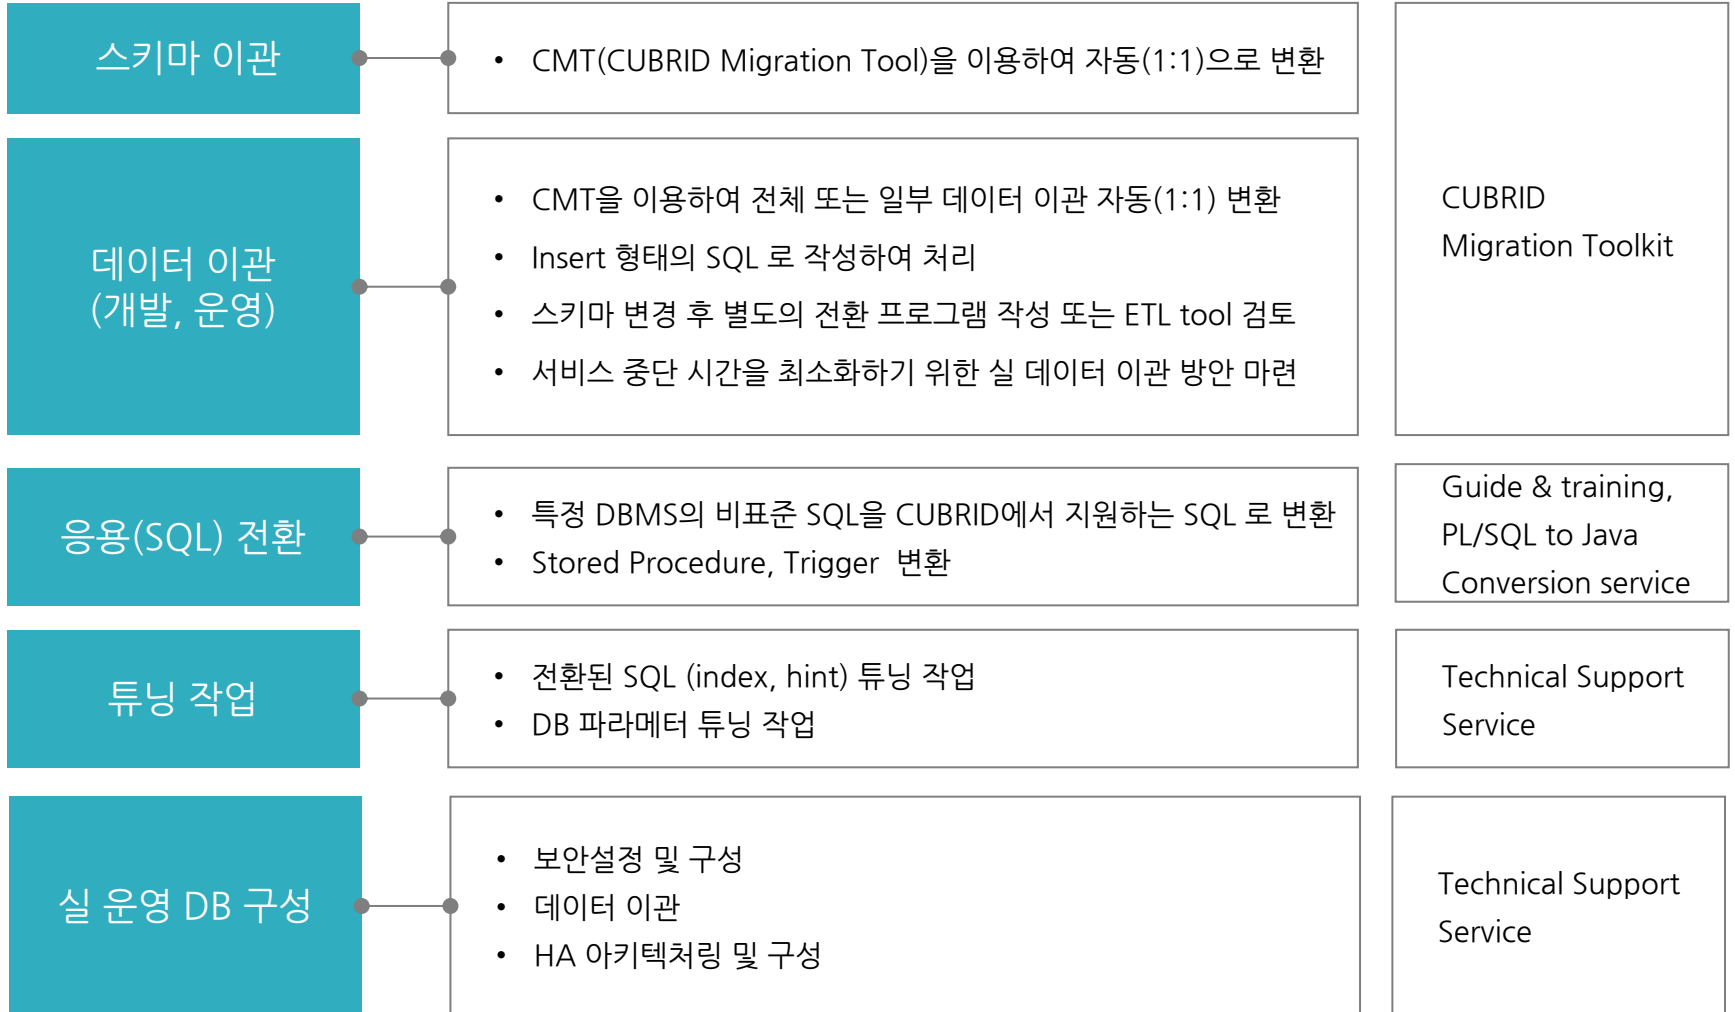 스키마 이관
• CMT(CUBRID Migration Tool)을 이용하여 자동(1:1)으로 변환
데이터 이관
(개발, 운영)
• CMT을 이용하여 전체 또는 일부 데이터 이관 자동(1:1) 변환
• Insert 형태의 SQL 로 작성하여 처리
• 스키마 변경 후 별도의 전환 프로그램 작성 또는 ETL tool 검토
• 서비스 중단 시간을 최소화하기 위한 실 데이터 이관 방안 마련
CUBRID
Migration Toolkit
응용(SQL) 전환
• 특정 DBMS의 비표준 SQL을 CUBRID에서 지원하는 SQL 로 변환
• Stored Procedure, Trigger 변환
Guide & training,
PL/SQL to Java
Conversion service
튜닝 작업
• 전환된 SQL (index, hint) 튜닝 작업
• DB 파라메터 튜닝 작업
Technical Support
Service
실 운영 DB 구성
• 보안설정 및 구성
• 데이터 이관
• HA 아키텍처링 및 구성
Technical Support
Service